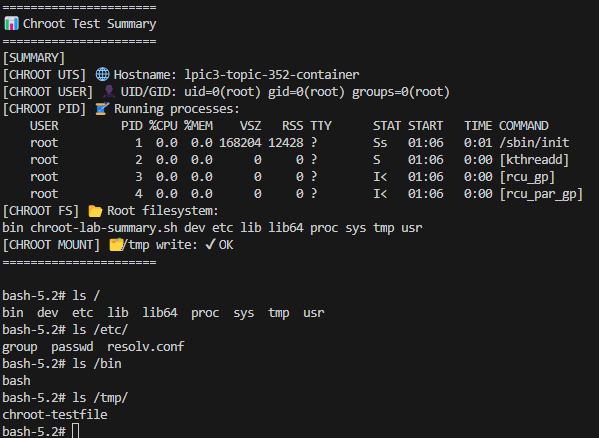 ======================
📊 Chroot Test Summary
======================
[SUMMARY]
[CHROOT UTS] 🌐 Hostname: lpic3-topic-352-container
[CHROOT USER] 👤 UID/GID: uid=0(root) gid=0(root) groups=0(root)
[CHROOT PID] 🧵 Running processes:
    USER         PID %CPU %MEM    VSZ   RSS TTY      STAT START   TIME COMMAND
    root           1  0.0  0.0 168204 12428 ?        Ss   01:06   0:01 /sbin/init
    root           2  0.0  0.0      0     0 ?        S    01:06   0:00 [kthreadd]
    root           3  0.0  0.0      0     0 ?        I<   01:06   0:00 [rcu_gp]
    root           4  0.0  0.0      0     0 ?        I<   01:06   0:00 [rcu_par_gp]
[CHROOT FS] 📂 Root filesystem:
bin chroot-lab-summary.sh dev etc lib lib64 proc sys tmp usr
[CHROOT MOUNT] 🗂️/tmp write: ✔OK
======================
bash-5.2# ls /
bin  dev  etc  lib  lib64  proc  sys  tmp  usr
bash-5.2# ls /etc/
group  passwd  resolv.conf
bash-5.2# ls /bin
bash
bash-5.2# ls /tmp/
chroot-testfile
bash-5.2#